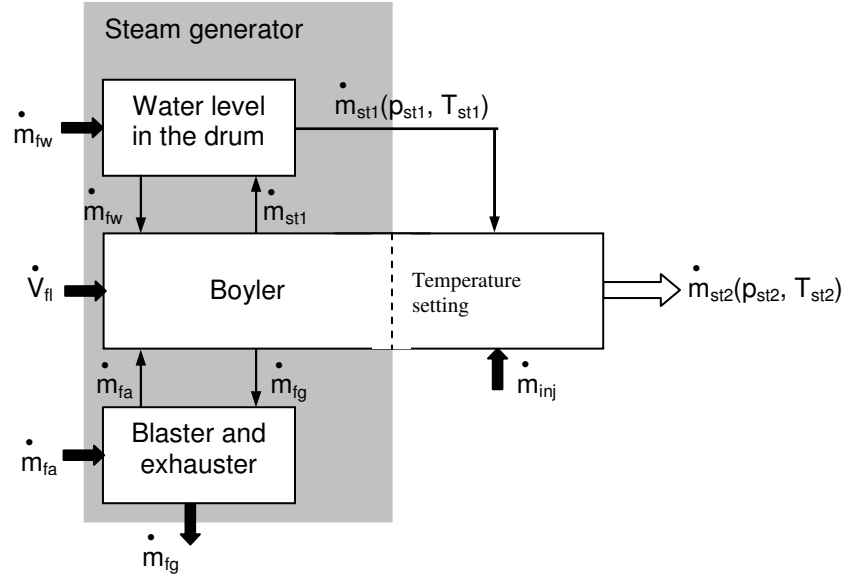 Steam generator
Water level
in the drum
ṁst1(pst1, Tst1)
ṁfw
ṁfw
ṁst1
V̇fl
Boyler
Temperature
setting
ṁst2(pst2, Tst2)
ṁfa
ṁfg
ṁinj
Blaster and
exhauster
ṁfa
ṁfg